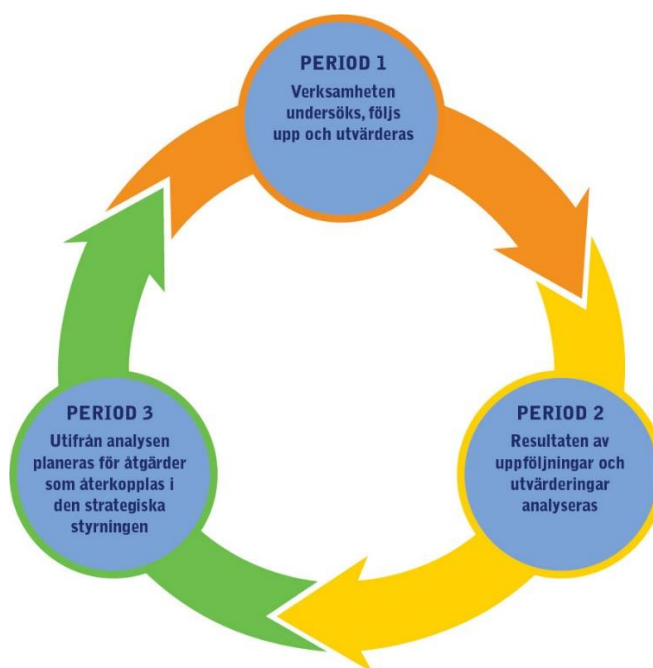 PERIOD 1
Verksamheten
undersöks, följs
upp och utvärderas
PERIOD 2
Resultaten av
uppföljningar och
utvärderingar
analyseras
PERIOD 3
Utifrån analysen
planeras för åtgärder
som återkopplas i
den strategiska
styrningen